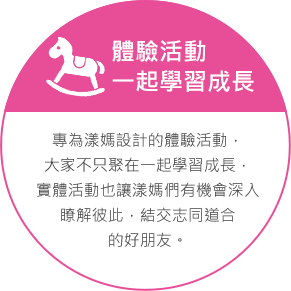 體驗活動
一起學習成長
專為漾媽設計的體驗活動，
大家不只聚在一起學習成長，
實體活動也讓漾媽們有機會深入
瞭解彼此，結交志同道合
的好朋友。